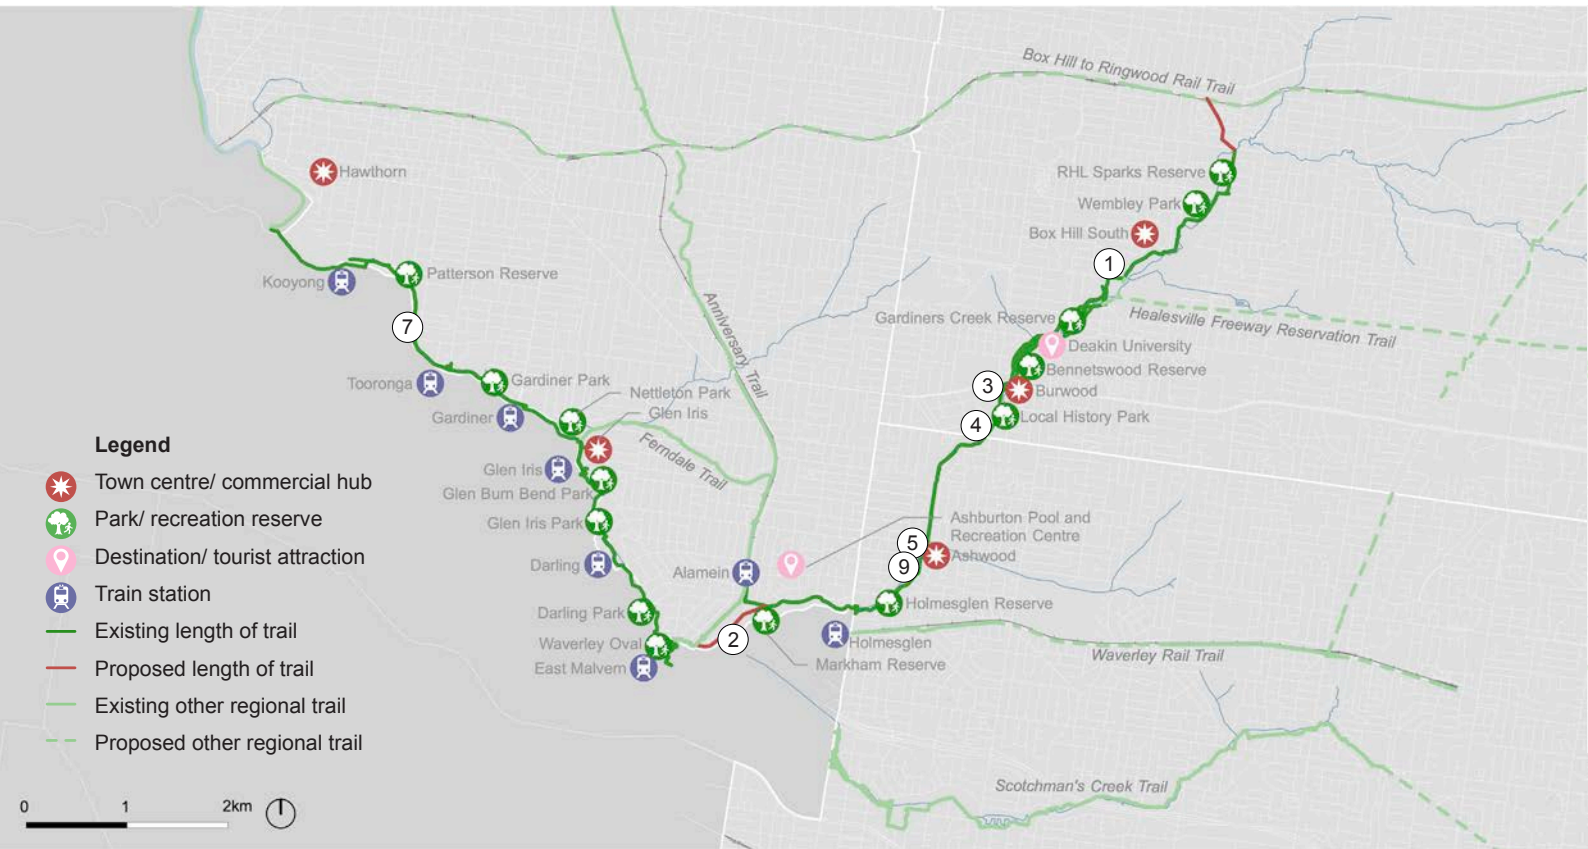 Box Hill to Ringwood Rail Trail
Hawthorn
RHL Sparks Reserve
Wembley Park
Box Hill South
1
Kooyong
Patterson Reserve
7
Anniversary Trail
Gardiners Creek Reserve
Healesville Freeway Reservation Trail
Deakin University
Bennetswood Reserve
3
Burwood
Tooronga
Gardiner Park
Nettleton Park
Gardiner
Glen Iris
4
Local History Park
Ferndale Trail
Glen Iris
Glen Burn Bend Park
Glen Iris Park
Ashburton Pool and
Recreation Centre
5
Ashwood
9
Darling
Alamein
Darling Park
Holmesglen Reserve
Waverley Oval
2
Holmesglen
East Malvern
Markham Reserve
Waverley Rail Trail
Scotchman's Creek Trail
Legend
Town centre/ commercial hub
Park/ recreation reserve
Destination/ tourist attraction
Train station
Existing length of trail
Proposed length of trail
Existing other regional trail
Proposed other regional trail
0 1 2km